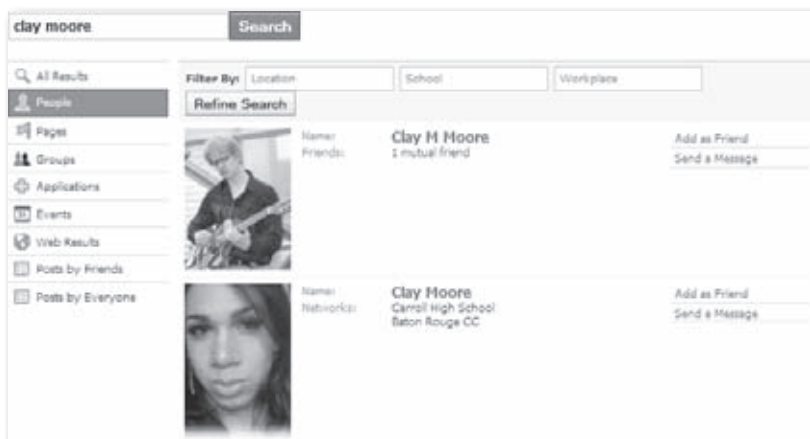 clay moore Search
All Results
People
Pages
Groups
Applications
Events
Web Results
Posts by Friends
Posts by Everyone
Filter By: Location School Workplace
Refine Search
Name: Clay M Moore
Friends: 1 mutual friend
Add as Friend
Send a Message
Name: Clay Moore
Networks: Carroll High School
Baton Rouge CC
Add as Friend
Send a Message